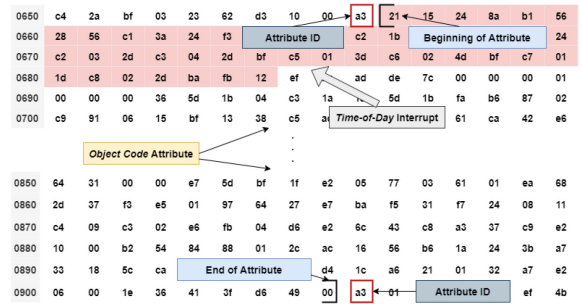 0650 c4 2a bf 03 23 62 d3 10 00 a3 21 15 24 8a b1 56
0660 28 56 c1 3a 24 f3 Attribute ID c2 1b Beginning of Attribute 24
0670 c2 03 2d c3 04 2d bf c5 01 3d c6 02 4d bf c7 01
0680 1d c8 02 2d ba fb 12 ef ad de 7c 00 00 00 01
0690 00 00 00 36 5d 1b 04 c3 1a 5d 1b fa b6 87 02
0700 c9 91 06 15 bf 13 38 c5 Time-of-Day Interrupt 61 ca 42 e6
Object Code Attribute
0850 64 31 00 00 e7 5d bf 1f e2 05 77 03 61 01 ea 68
0860 2d 37 f3 e5 01 97 64 27 e7 ba f5 31 f7 24 08 11
0870 c4 09 c3 02 e6 fb 04 d6 e2 6c 43 c8 a3 37 c9 e2
0880 10 00 b2 54 84 88 01 2c ac 16 56 b6 1a 24 3b a7
0890 33 18 5c ca End of Attribute d4 1c a6 21 01 32 a7 e2
0900 06 00 1e 36 41 3f d6 49 00 a3 01 Attribute ID ef 4b